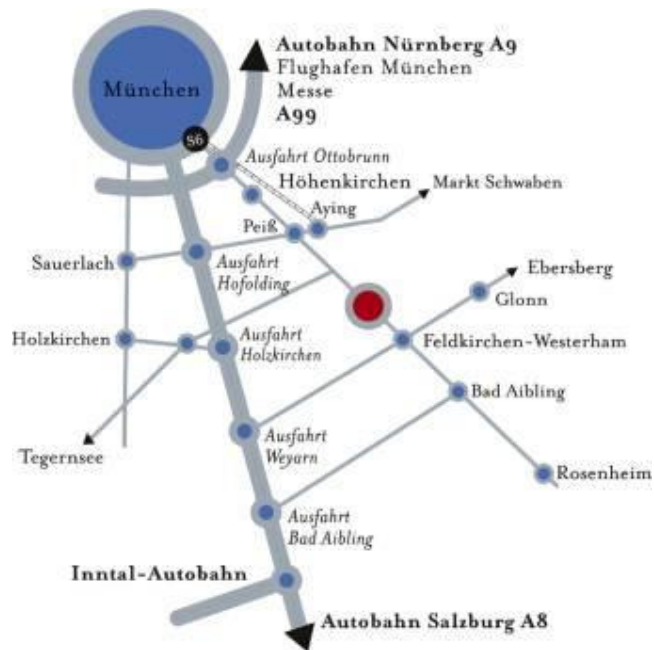 Autobahn Nürnberg A9
Flughafen München
Messe
A99
München
S6
Ausfahrt Ottobrunn
Höhenkirchen
Markt Schwaben
Aying
Peiß
Sauerlach
Ausfahrt
Hofolding
Ebersberg
Glonn
Holzkirchen
Ausfahrt
Holzkirchen
Feldkirchen-Westerham
Bad Aibling
Tegernsee
Ausfahrt
Weyarn
Rosenheim
Ausfahrt
Bad Aibling
Inntal-Autobahn
Autobahn Salzburg A8